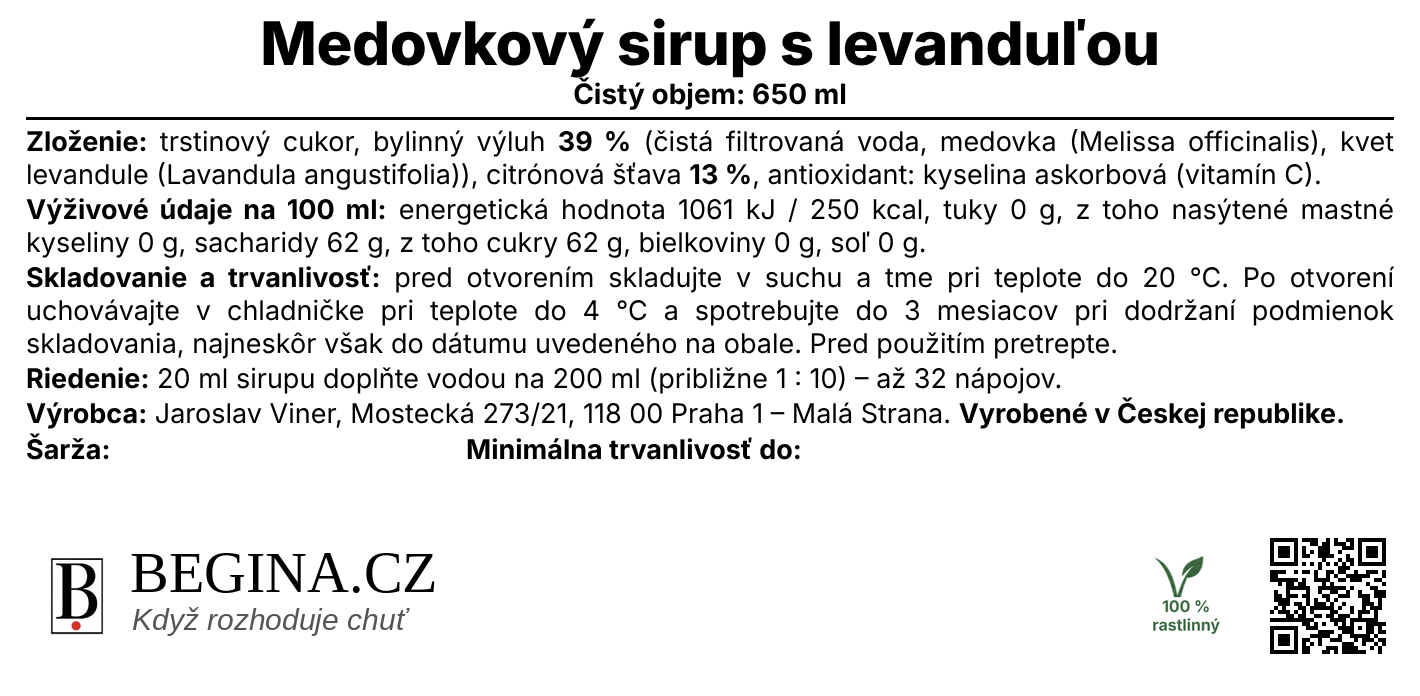 Medovkový sirup s levanduľou
Čistý objem: 650 ml
Zloženie: trstinový cukor, bylinný výluh 39 % (čistá filtrovaná voda, medovka (Melissa officinalis), kvet
levandule (Lavandula angustifolia)), citrónová šťava 13 %, antioxidant: kyselina askorbová (vitamín C).
Výživové údaje na 100 ml: energetická hodnota 1061 kJ / 250 kcal, tuky 0 g, z toho nasýtené mastné
kyseliny 0 g, sacharidy 62 g, z toho cukry 62 g, bielkoviny 0 g, soľ 0 g.
Skladovanie a trvanlivosť: pred otvorením skladujte v suchu a tme pri teplote do 20 °C. Po otvorení
uchovávajte v chladničke pri teplote do 4 °C a spotrebujte do 3 mesiacov pri dodržaní podmienok
skladovania, najneskôr však do dátumu uvedeného na obale. Pred použitím pretrepte.
Riedenie: 20 ml sirupu doplňte vodou na 200 ml (približne 1 : 10) – až 32 nápojov.
Výrobca: Jaroslav Viner, Mostecká 273/21, 118 00 Praha 1 – Malá Strana. Vyrobené v Českej republike.
Šarža: Minimálna trvanlivosť do:
B
BEGINA.CZ
Když rozhoduje chuť
100 %
rastlinný